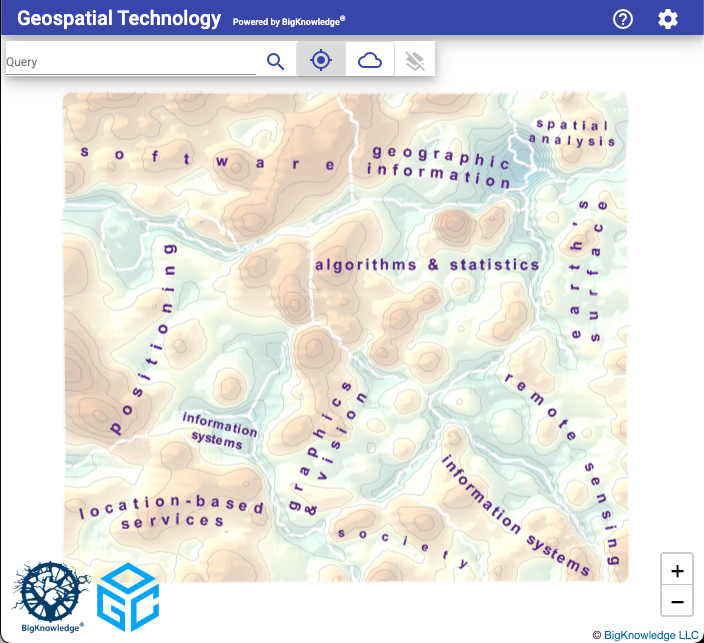 Geospatial Technology Powered by BigKnowledge®
Query
spatial
analysis
software
geographic
information
earth's
surface
algorithms & statistics
positioning
remote sensing
graphics
& vision
information
systems
information systems
location-based
services
society
BigKnowledge®
OGC
+
−
© BigKnowledge LLC